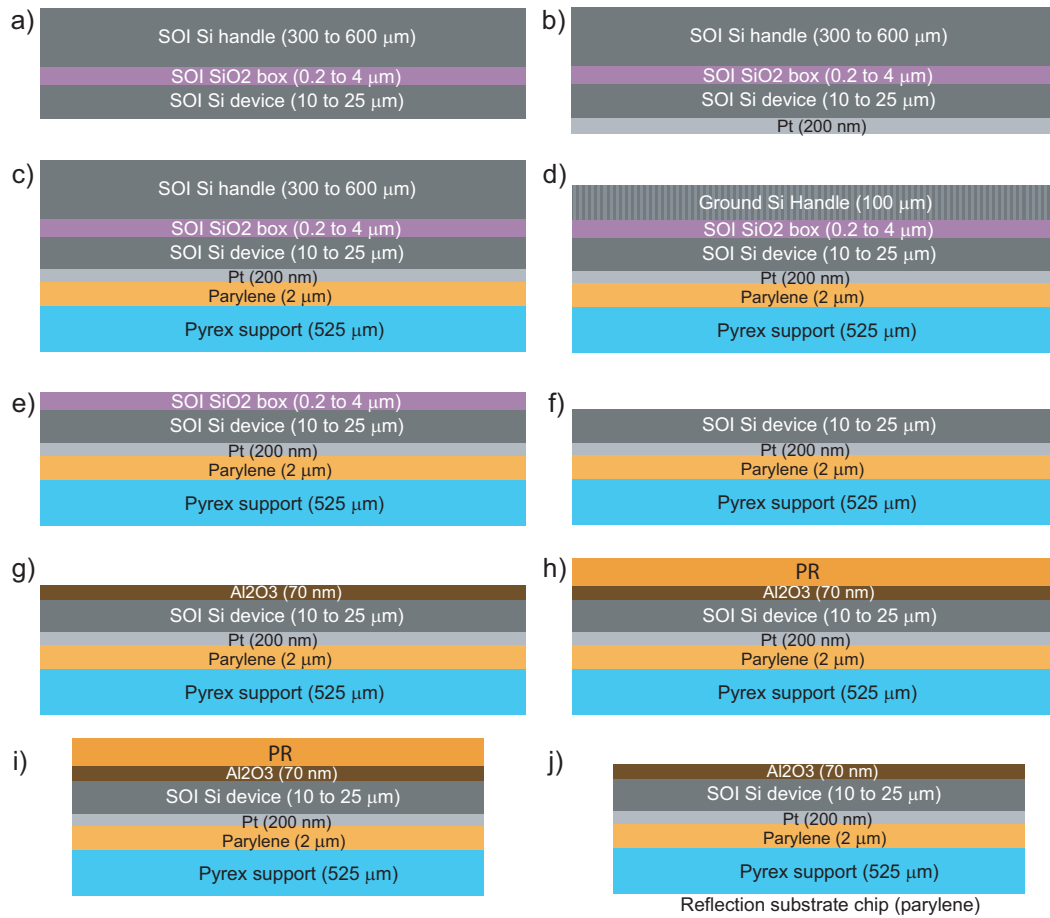 a)
SOI Si handle (300 to 600 μm)
SOI SiO2 box (0.2 to 4 μm)
SOI Si device (10 to 25 μm)
b)
SOI Si handle (300 to 600 μm)
SOI SiO2 box (0.2 to 4 μm)
SOI Si device (10 to 25 μm)
Pt (200 nm)
c)
SOI Si handle (300 to 600 μm)
SOI SiO2 box (0.2 to 4 μm)
SOI Si device (10 to 25 μm)
Pt (200 nm)
Parylene (2 μm)
Pyrex support (525 μm)
d)
Ground Si Handle (100 μm)
SOI SiO2 box (0.2 to 4 μm)
SOI Si device (10 to 25 μm)
Pt (200 nm)
Parylene (2 μm)
Pyrex support (525 μm)
e)
SOI SiO2 box (0.2 to 4 μm)
SOI Si device (10 to 25 μm)
Pt (200 nm)
Parylene (2 μm)
Pyrex support (525 μm)
f)
SOI Si device (10 to 25 μm)
Pt (200 nm)
Parylene (2 μm)
Pyrex support (525 μm)
g)
Al2O3 (70 nm)
SOI Si device (10 to 25 μm)
Pt (200 nm)
Parylene (2 μm)
Pyrex support (525 μm)
h)
PR
Al2O3 (70 nm)
SOI Si device (10 to 25 μm)
Pt (200 nm)
Parylene (2 μm)
Pyrex support (525 μm)
i)
PR
Al2O3 (70 nm)
SOI Si device (10 to 25 μm)
Pt (200 nm)
Parylene (2 μm)
Pyrex support (525 μm)
j)
Al2O3 (70 nm)
SOI Si device (10 to 25 μm)
Pt (200 nm)
Parylene (2 μm)
Pyrex support (525 μm)
Reflection substrate chip (parylene)